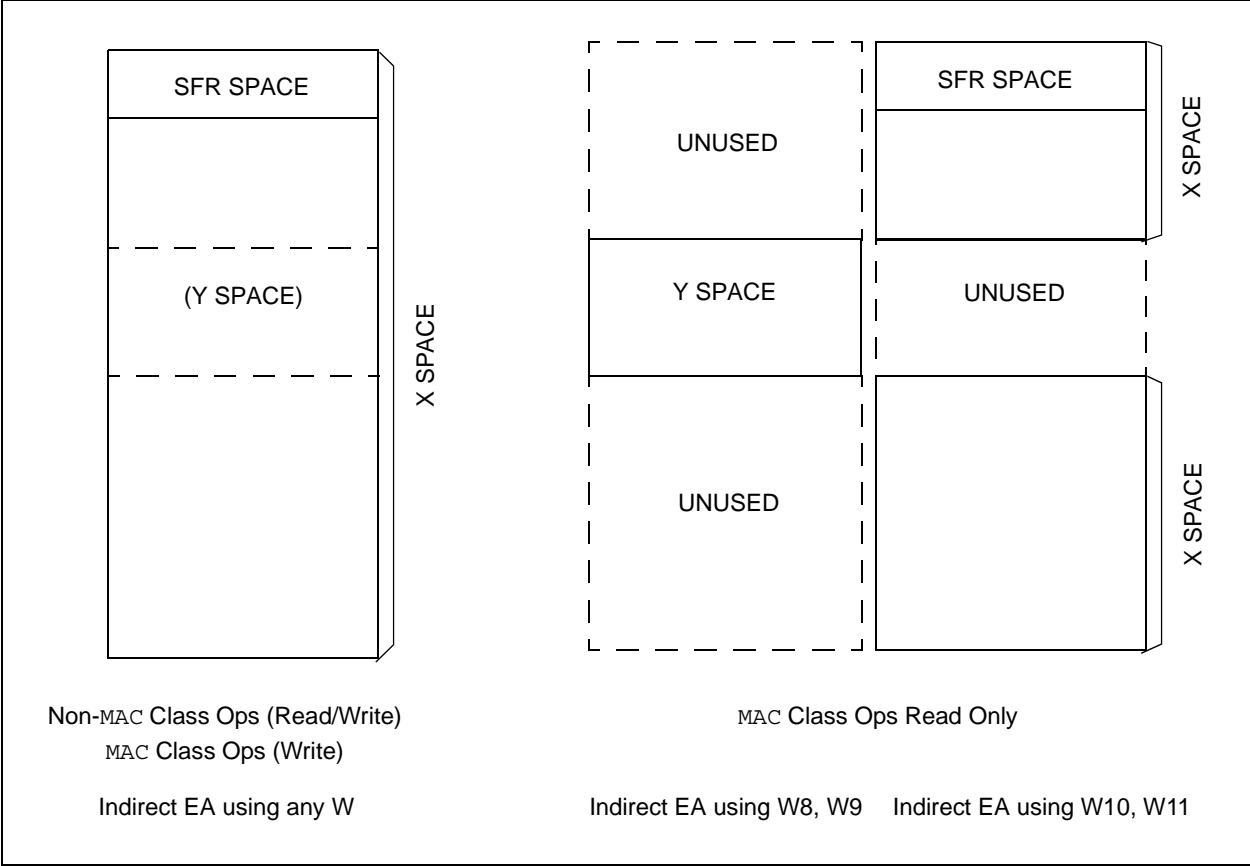 SFR SPACE
(Y SPACE)
X SPACE
Non-MAC Class Ops (Read/Write)
MAC Class Ops (Write)
Indirect EA using any W
UNUSED
Y SPACE
UNUSED
SFR SPACE
UNUSED
X SPACE
X SPACE
MAC Class Ops Read Only
Indirect EA using W8, W9
Indirect EA using W10, W11